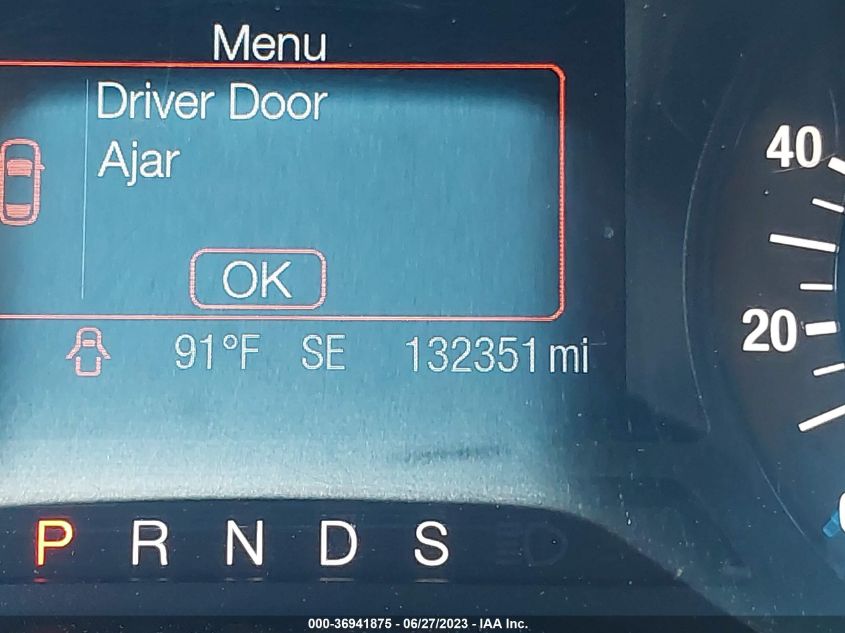 Menu
Driver Door
Ajar
OK
91°F SE 132351 mi
40
20
P R N D S
000-36941875 - 06/27/2023 - IAA Inc.